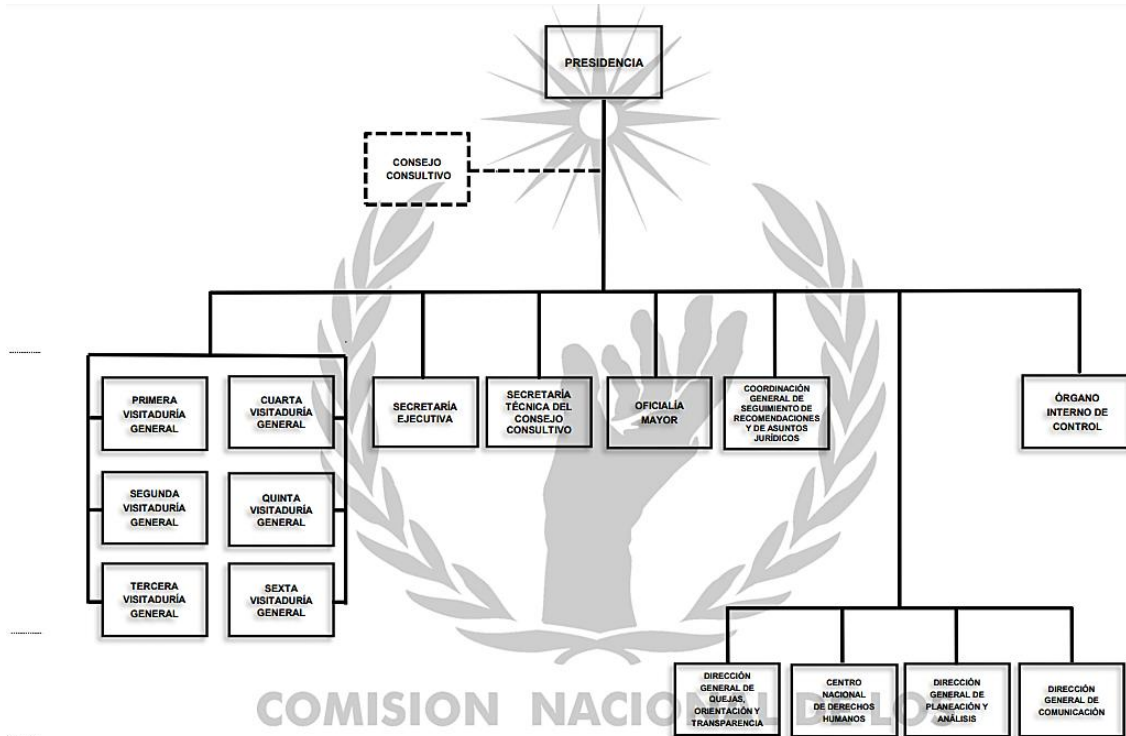 PRESIDENCIA
CONSEJO
CONSULTIVO
PRIMERA
VISITADURÍA
GENERAL
CUARTA
VISITADURÍA
GENERAL
SEGUNDA
VISITADURÍA
GENERAL
QUINTA
VISITADURÍA
GENERAL
TERCERA
VISITADURÍA
GENERAL
SEXTA
VISITADURÍA
GENERAL
SECRETARÍA
EJECUTIVA
SECRETARÍA
TÉCNICA DEL
CONSEJO
CONSULTIVO
OFICIALÍA
MAYOR
COORDINACIÓN
GENERAL DE
SEGUIMIENTO DE
RECOMENDACIONES
Y DE ASUNTOS
JURÍDICOS
ÓRGANO
INTERNO DE
CONTROL
DIRECCIÓN
GENERAL DE
QUEJAS,
ORIENTACIÓN Y
TRANSPARENCIA
CENTRO
NACIONAL
DE DERECHOS
HUMANOS
DIRECCIÓN
GENERAL DE
PLANEACIÓN Y
ANÁLISIS
DIRECCIÓN
GENERAL DE
COMUNICACIÓN
COMISION NACIONAL DE LOS